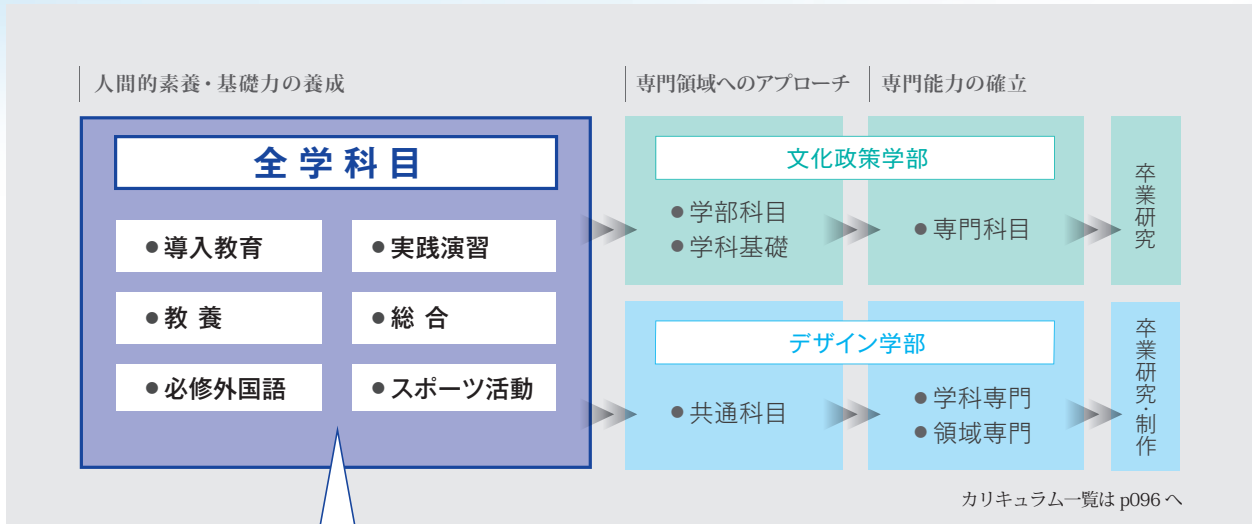 人間的素養・基礎力の養成
専門領域へのアプローチ
専門能力の確立
全学科目
●導入教育
●実践演習
●教 養
●総 合
●必修外国語
●スポーツ活動
文化政策学部
●学部科目
●学科基礎
●専門科目
卒業研究
デザイン学部
●共通科目
●学科専門
●領域専門
卒業研究・制作
カリキュラム一覧は p096 へ